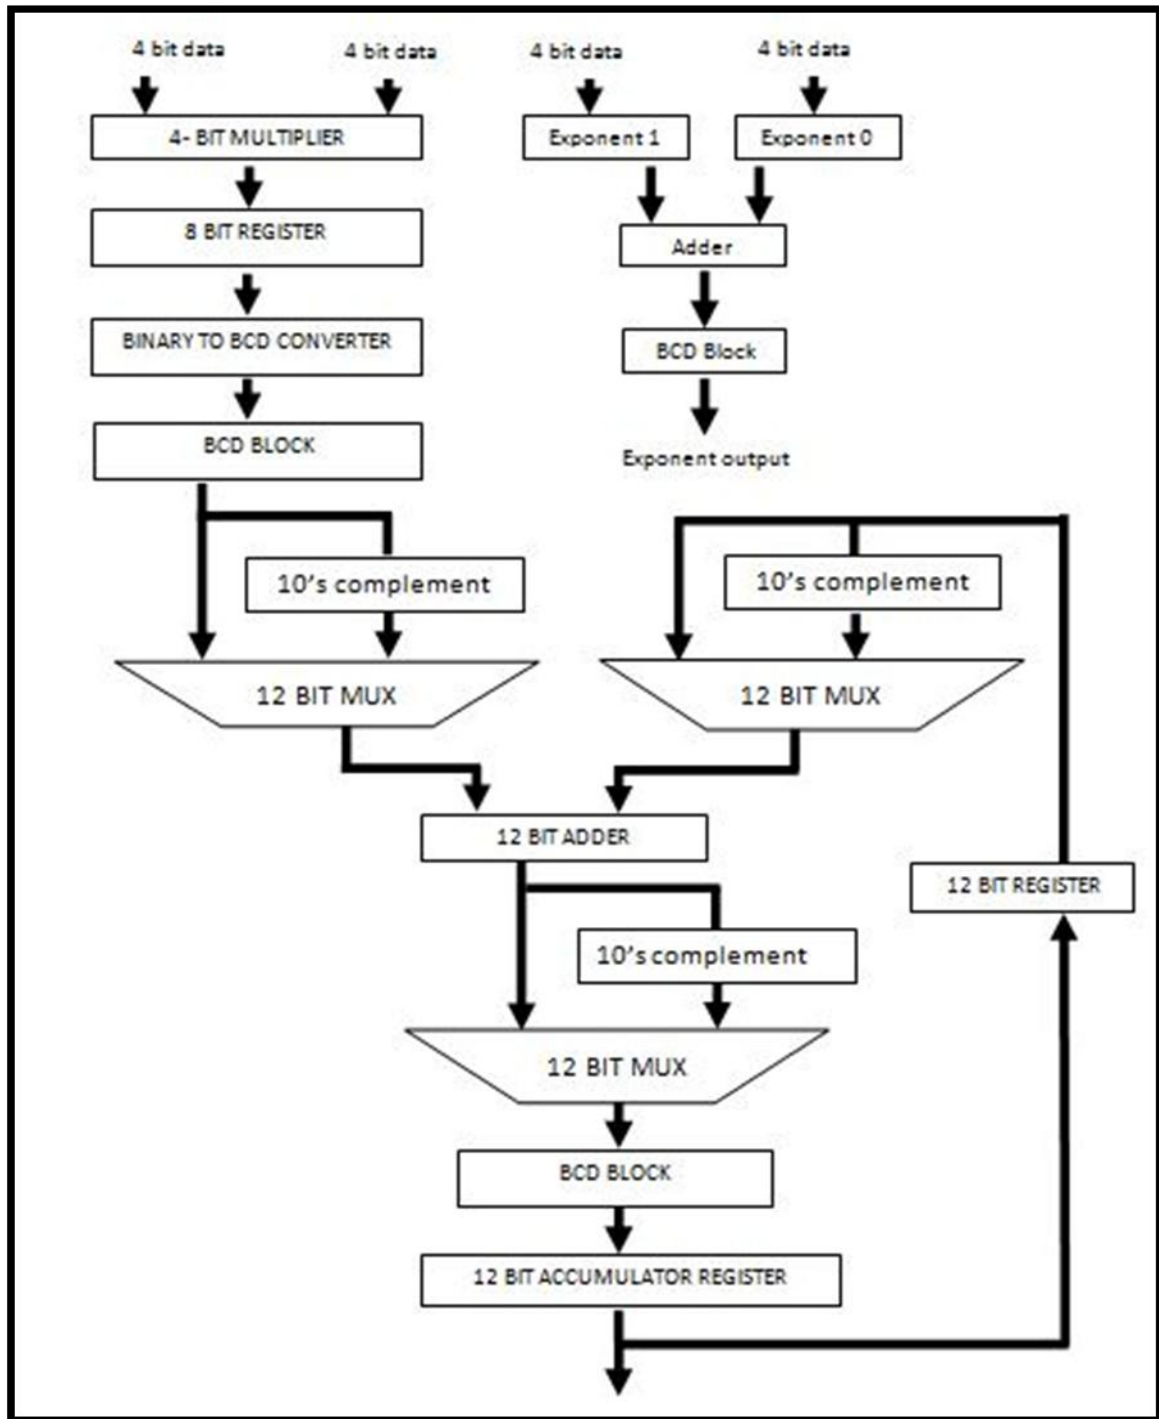 4 bit data
4 bit data
4 bit data
4 bit data
4- BIT MULTIPLIER
Exponent 1
Exponent 0
8 BIT REGISTER
Adder
BINARY TO BCD CONVERTER
BCD Block
BCD BLOCK
Exponent output
10's complement
10's complement
12 BIT MUX
12 BIT MUX
12 BIT ADDER
12 BIT REGISTER
10's complement
12 BIT MUX
BCD BLOCK
12 BIT ACCUMULATOR REGISTER